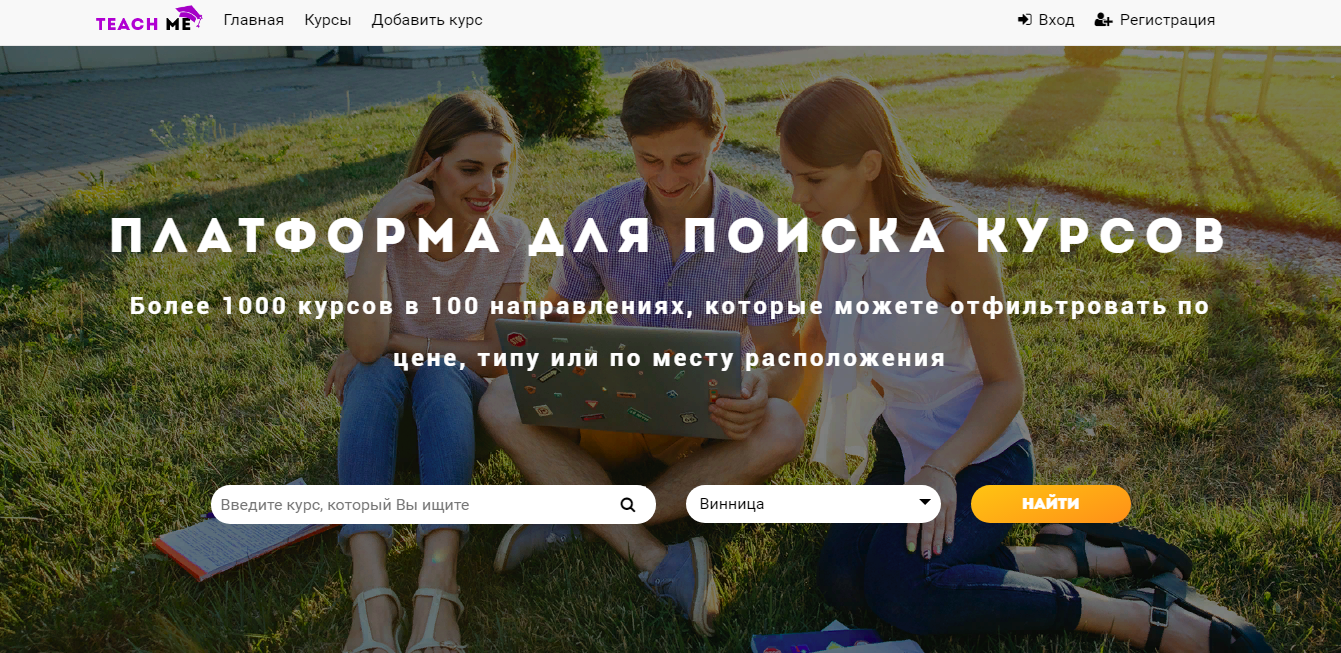 TEACH ME
Главная
Курсы
Добавить курс
Вход
Регистрация
ПЛАТФОРМА ДЛЯ ПОИСКА КУРСОВ
Более 1000 курсов в 100 направлениях, которые можете отфильтровать по
цене, типу или по месту расположения
Введите курс, который Вы ищите
Винница
НАЙТИ